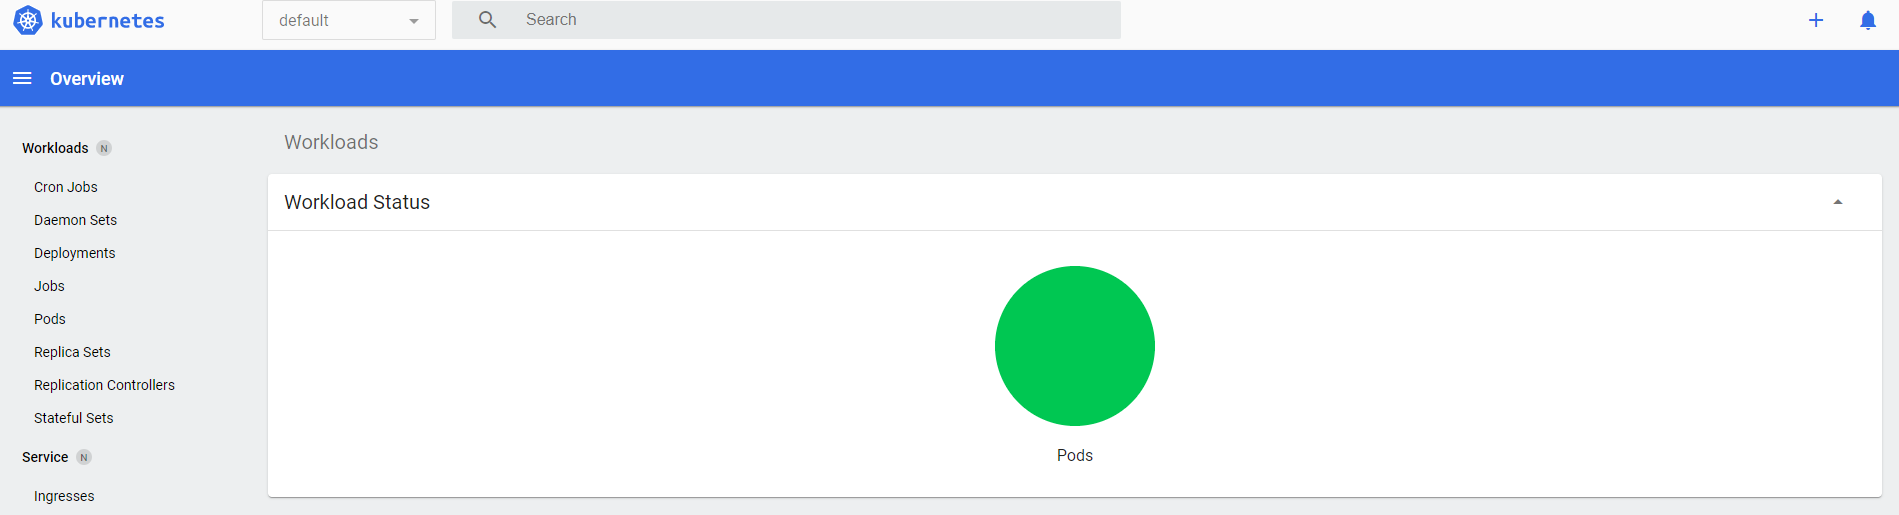 kubernetes
default
Search
Overview
Workloads N
Cron Jobs
Daemon Sets
Deployments
Jobs
Pods
Replica Sets
Replication Controllers
Stateful Sets
Service N
Ingresses
Workloads
Workload Status
Pods